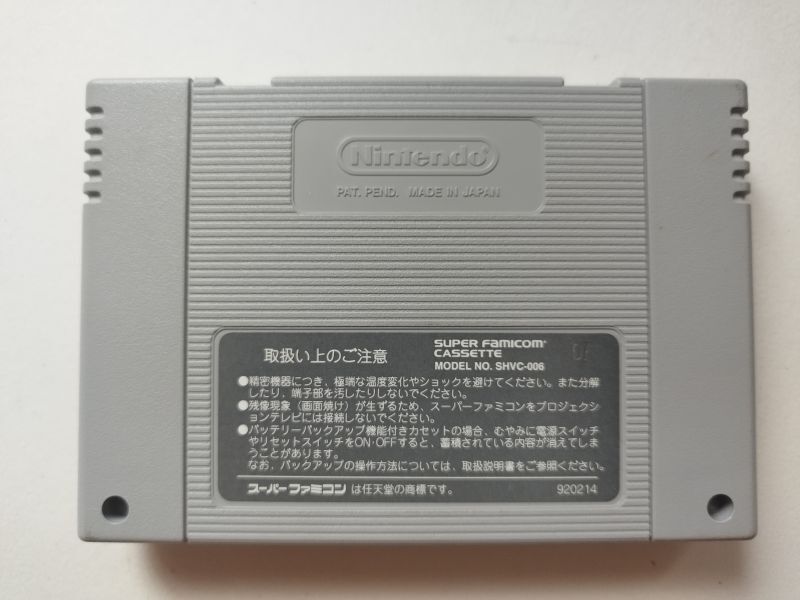 Nintendo
PAT. PEND. MADE IN JAPAN
取扱い上のご注意
SUPER FAMICOM
CASSETTE
MODEL NO. SHVC-006
●精密機器につき、極端な温度変化やショックを避けてください。また分解
したり、端子部を汚したりしないでください。
●残像現象(画面焼け)が生ずるため、スーパーファミコンをプロジェクシ
ョンテレビには接続しないでください。
●バッテリーバックアップ機能付きカセットの場合、むやみに電源スイッチ
やリセットスイッチをON・OFFすると、蓄積されている内容が消えてしま
うことがあります。
なお、バックアップの操作方法については、取扱説明書をご参照ください。
スーパーファミコン は任天堂の商標です。
920214